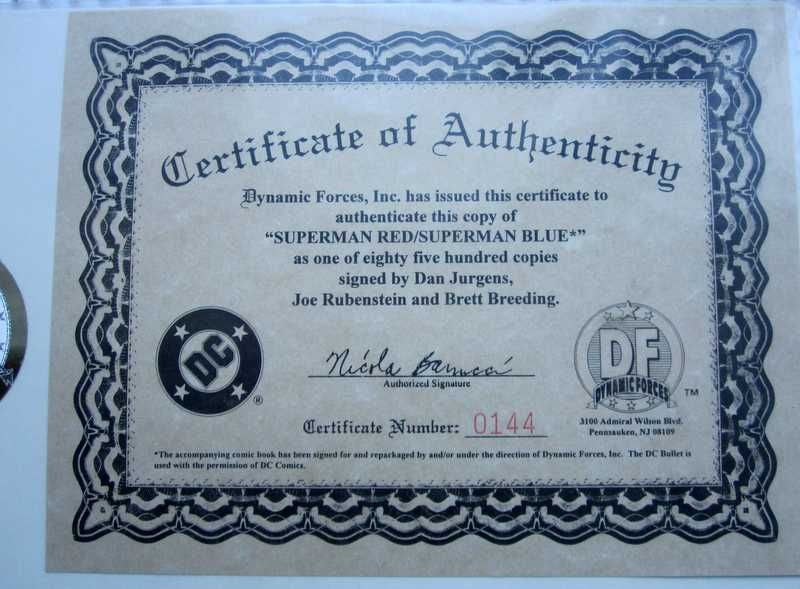 Certificate of Authenticity
Dynamic Forces, Inc. has issued this certificate to
authenticate this copy of
“SUPERMAN RED/SUPERMAN BLUE*”
as one of eighty five hundred copies
signed by Dan Jurgens,
Joe Rubenstein and Brett Breeding.
DC
®
DF
DYNAMIC FORCES
TM
Nicola Barrucci
Authorized Signature
Certificate Number: 0144
3100 Admiral Wilson Blvd.
Pennsauken, NJ 08109
*The accompanying comic book has been signed for and repackaged by and/or under the direction of Dynamic Forces, Inc. The DC Bullet is
used with the permission of DC Comics.